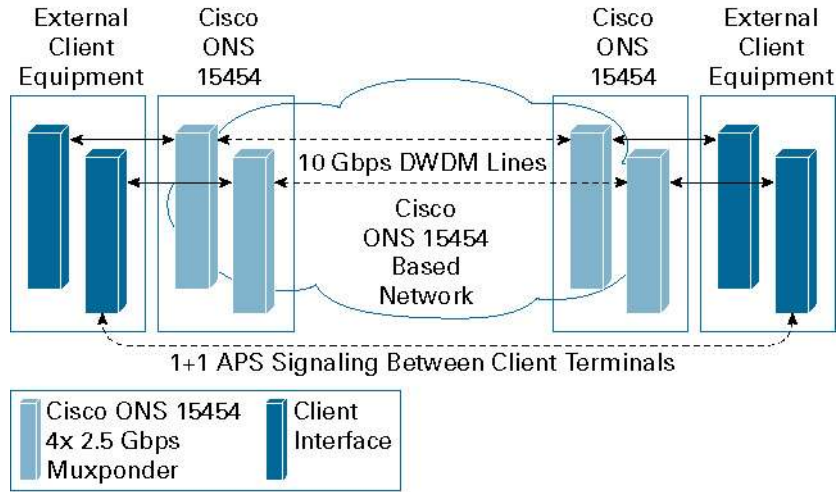 External
Client
Equipment
Cisco
ONS
15454
Cisco
ONS
15454
External
Client
Equipment
10 Gbps DWDM Lines
Cisco
ONS 15454
Based
Network
1+1 APS Signaling Between Client Terminals
Cisco ONS 15454
4x 2.5 Gbps
Muxponder
Client
Interface